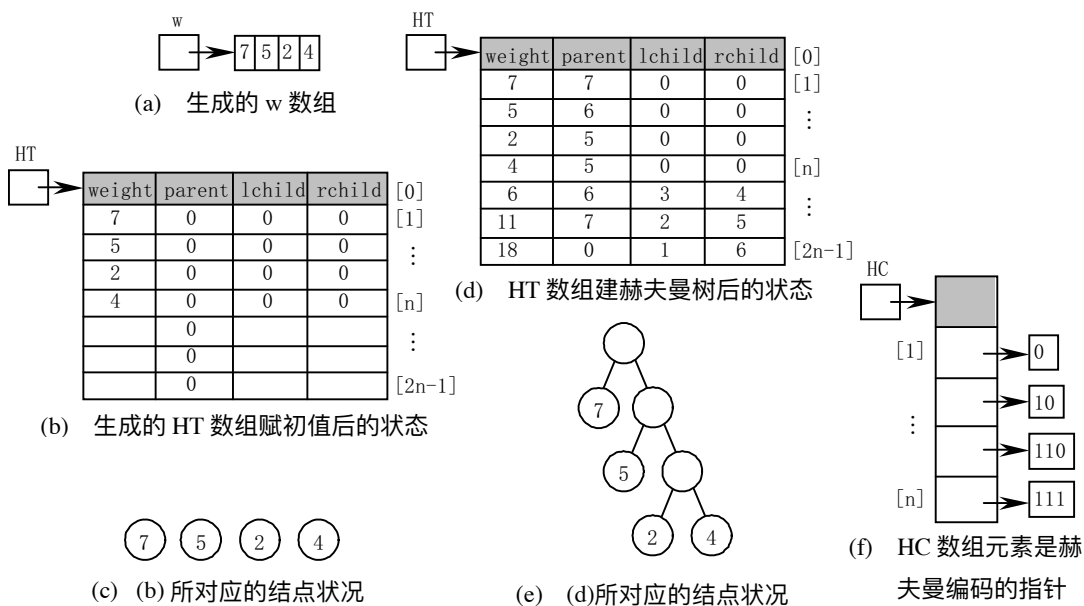 w
7 5 2 4
(a) 生成的 w 数组
HT
weight parent lchild rchild [0]
7 0 0 0 [1]
5 0 0 0 ⋮
2 0 0 0
4 0 0 0 [n]
0 ⋮
0
0 [2n-1]
(b) 生成的 HT 数组赋初值后的状态
7 5 2 4
(c) (b) 所对应的结点状况
HT
weight parent lchild rchild [0]
7 7 0 0 [1]
5 6 0 0 ⋮
2 5 0 0
4 5 0 0 [n]
6 6 3 4 ⋮
11 7 2 5
18 0 1 6 [2n-1]
(d) HT 数组建赫夫曼树后的状态
7
5
2 4
(e) (d)所对应的结点状况
HC
[1] 0
10
⋮
110
[n] 111
(f) HC 数组元素是赫
夫曼编码的指针